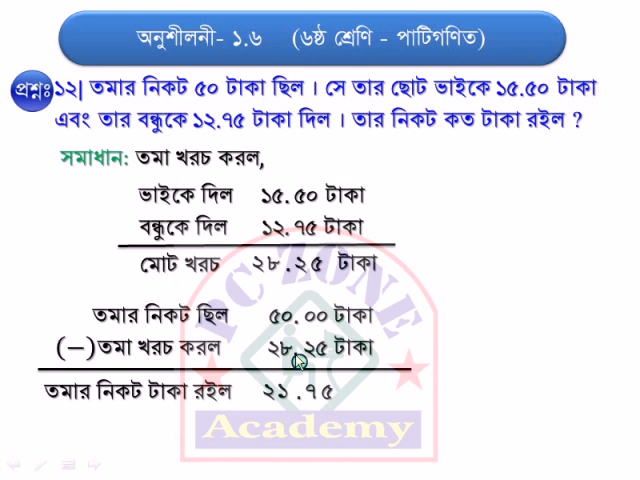 অনুশীলনী- ১.৬ (৬ষ্ঠ শ্রেণি - পাটিগণিত)
প্রশ্নঃ ১২| তমার নিকট ৫০ টাকা ছিল । সে তার ছোট ভাইকে ১৫.৫০ টাকা
এবং তার বন্ধুকে ১২.৭৫ টাকা দিল । তার নিকট কত টাকা রইল ?
সমাধান: তমা খরচ করল,
ভাইকে দিল ১৫.৫০ টাকা
বন্ধুকে দিল ১২.৭৫ টাকা
মোট খরচ ২৮.২৫ টাকা
তমার নিকট ছিল ৫০.০০ টাকা
(−) তমা খরচ করল ২৮.২৫ টাকা
তমার নিকট টাকা রইল ২১.৭৫
PC ZONE
Academy